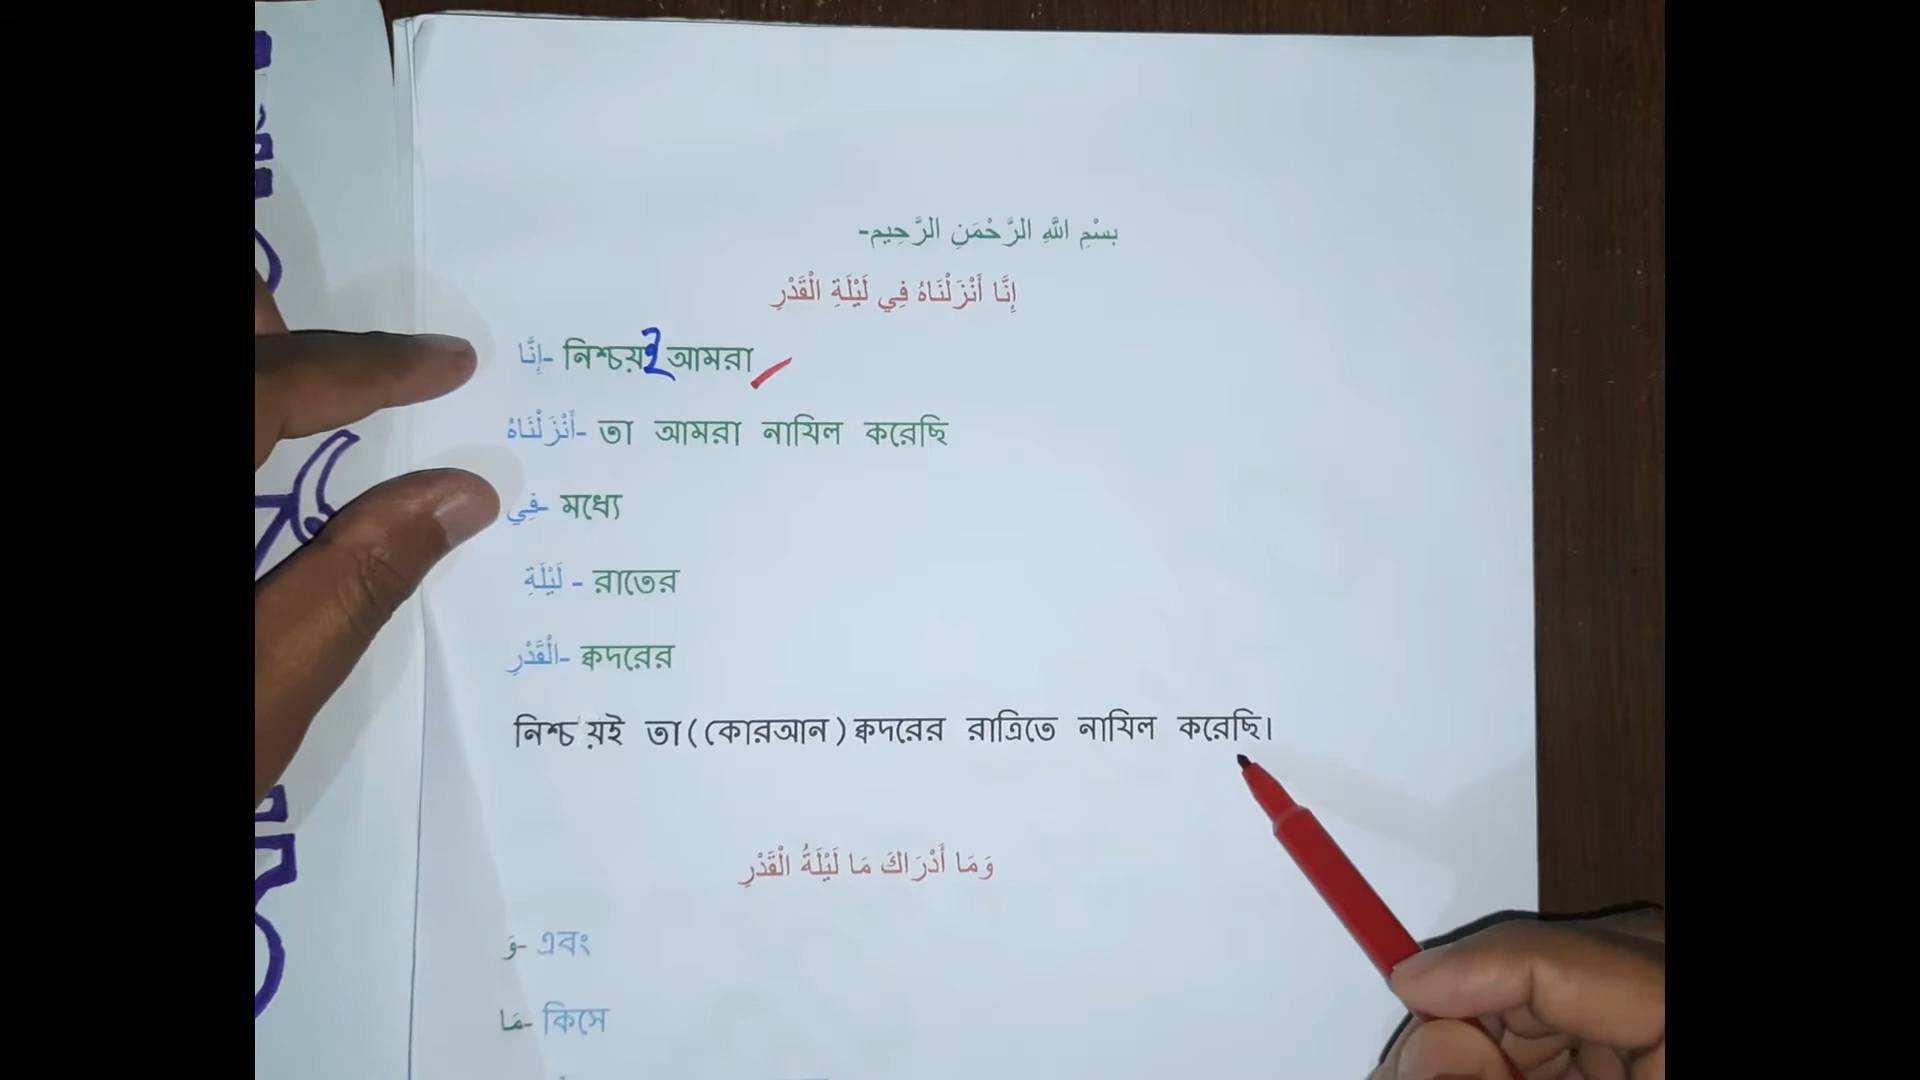 بِسْمِ اللَّهِ الرَّحْمَنِ الرَّحِيمِ-
إِنَّا أَنْزَلْنَاهُ فِي لَيْلَةِ الْقَدْرِ
إِنَّا- নিশ্চয়ই আমরা
أَنْزَلْنَاهُ- তা আমরা নাযিল করেছি
فِي- মধ্যে
لَيْلَةِ - রাতের
الْقَدْرِ- ক্বদরের
নিশ্চয়ই তা(কোরআন)ক্বদরের রাত্রিতে নাযিল করেছি।
وَمَا أَدْرَاكَ مَا لَيْلَةُ الْقَدْرِ
وَ- এবং
مَا- কিসে